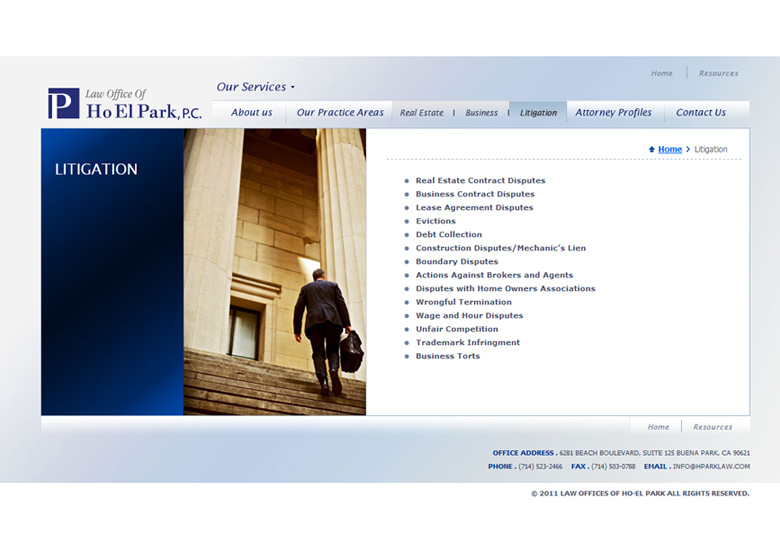 Home Resources
Our Services
P
Law Office Of
Ho El Park, P.C.
About us Our Practice Areas Real Estate Business Litigation Attorney Profiles Contact Us
LITIGATION
Home > Litigation
Real Estate Contract Disputes
Business Contract Disputes
Lease Agreement Disputes
Evictions
Debt Collection
Construction Disputes/Mechanic's Lien
Boundary Disputes
Actions Against Brokers and Agents
Disputes with Home Owners Associations
Wrongful Termination
Wage and Hour Disputes
Unfair Competition
Trademark Infringment
Business Torts
Home Resources
OFFICE ADDRESS . 6281 BEACH BOULEVARD, SUITE 125 BUENA PARK, CA 90621
PHONE . (714) 523-2466 FAX . (714) 503-0788 EMAIL . INFO@HPARKLAW.COM
© 2011 LAW OFFICES OF HO-EL PARK ALL RIGHTS RESERVED.